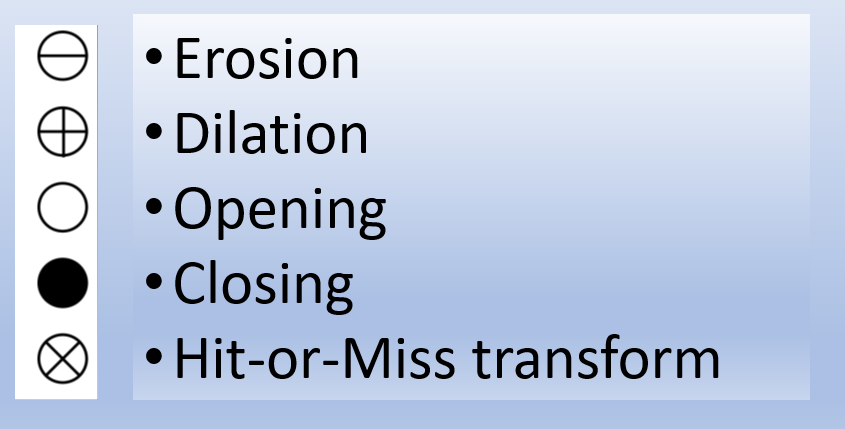 ⊖ • Erosion
⊕ • Dilation
○ • Opening
● • Closing
⊗ • Hit-or-Miss transform